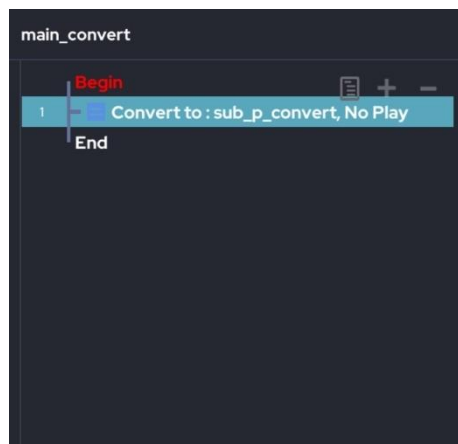 main_convert
Begin
1 Convert to : sub_p_convert, No Play
End